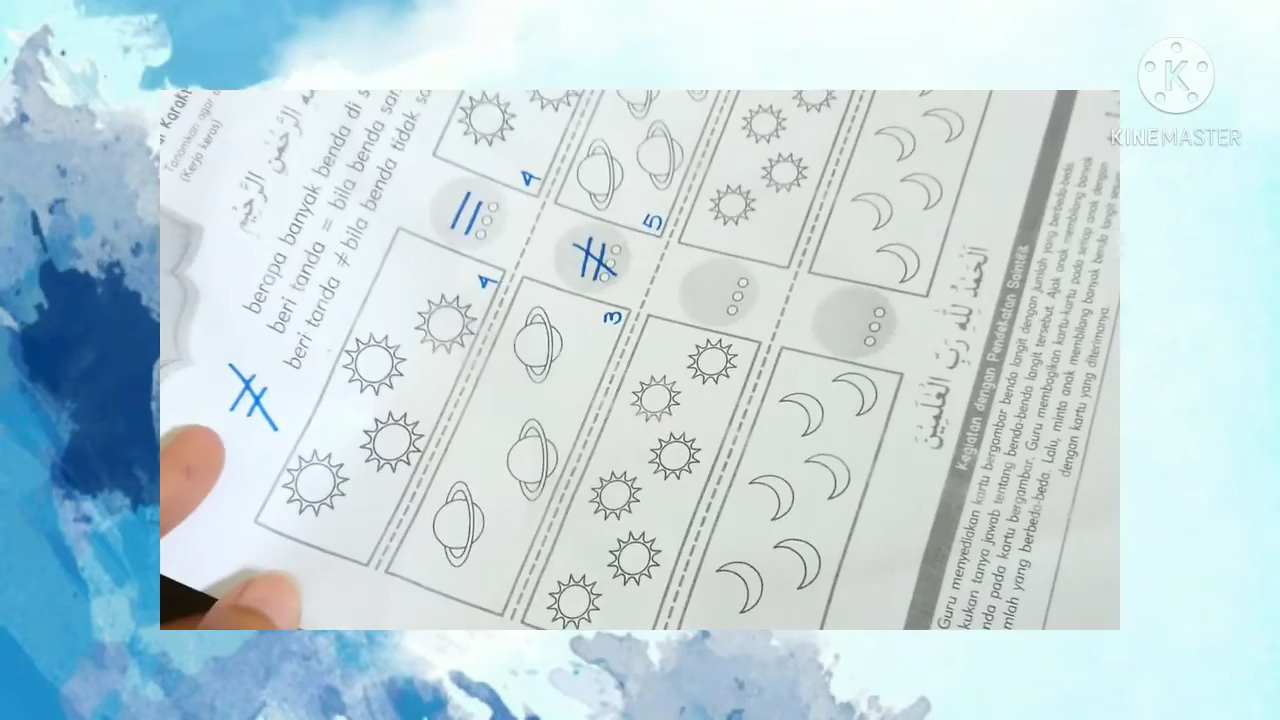 K
KINEMASTER
Tanamkan agar
(Kerja keras)
الرَّحْمٰنِ الرَّحِيْمِ
berapa banyak benda di
beri tanda = bila benda
beri tanda ≠ bila benda tidak
≠
4
=
4
5
≠
3
اَلْحَمْدُ لِلّٰهِ رَبِّ الْعٰلَمِيْنَ
Kegiatan dengan Pendekatan Saintifik
Guru menyediakan kartu bergambar benda langit dengan jumlah yang berbeda-beda.
kukan tanya jawab tentang benda-benda langit tersebut. Ajak anak membilang banyak
nda pada kartu bergambar. Guru membagikan kartu-kartu pada setiap anak dengan
mlah yang berbeda-beda. Lalu, minta anak membilang banyak benda langit
dengan kartu yang diterimanya.